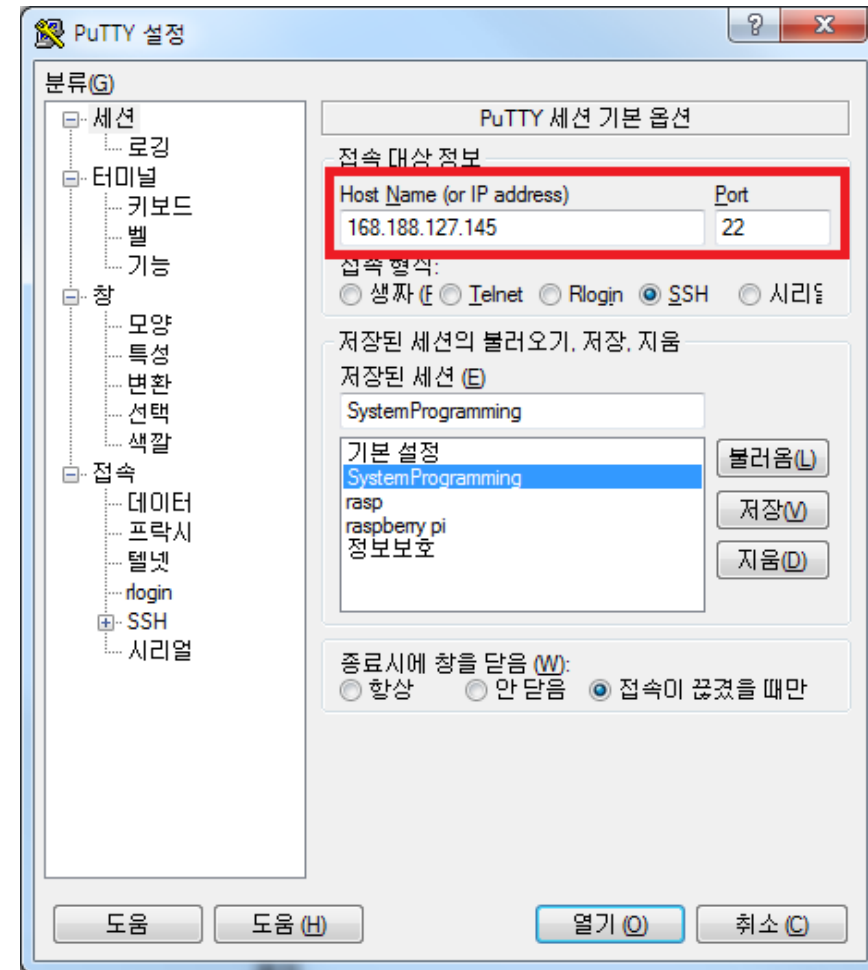 PuTTY 설정
분류(G)
세션
로깅
터미널
키보드
벨
기능
창
모양
특성
변환
선택
색깔
접속
데이터
프락시
텔넷
rlogin
SSH
시리얼
PuTTY 세션 기본 옵션
접속 대상 정보
Host Name (or IP address) Port
168.188.127.145 22
접속 형식:
생짜 (F Telnet Rlogin SSH 시리얼
저장된 세션의 불러오기, 저장, 지움
저장된 세션 (E)
SystemProgramming
기본 설정
SystemProgramming
rasp
raspberry pi
정보보호
불러옴(L)
저장(V)
지움(D)
종료시에 창을 닫음 (W):
항상 안 닫음 접속이 끊겼을 때만
도움 도움 (H) 열기 (O) 취소 (C)